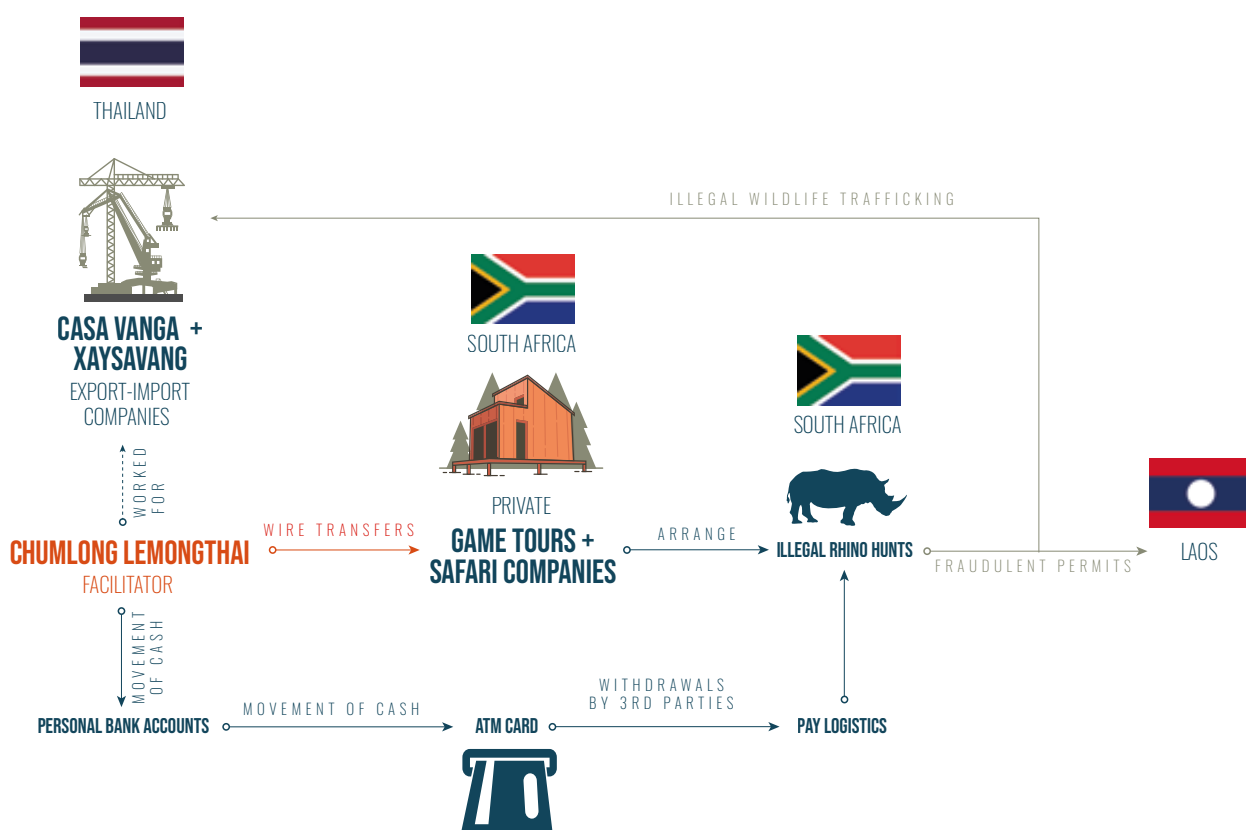 THAILAND
ILLEGAL WILDLIFE TRAFFICKING
CASA VANGA +
XAYSAVANG
EXPORT-IMPORT
COMPANIES
SOUTH AFRICA
SOUTH AFRICA
WORKED
FOR
PRIVATE
GAME TOURS +
SAFARI COMPANIES
CHUMLONG LEMONGTHAI
FACILITATOR
WIRE TRANSFERS
ARRANGE
ILLEGAL RHINO HUNTS
FRAUDULENT PERMITS
LAOS
MOVEMENT
OF CASH
PERSONAL BANK ACCOUNTS
MOVEMENT OF CASH
ATM CARD
WITHDRAWALS
BY 3RD PARTIES
PAY LOGISTICS